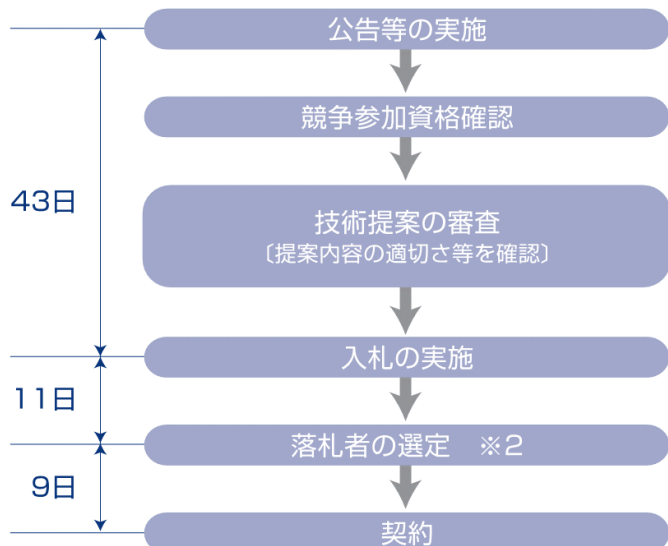 公告等の実施
競争参加資格確認
43日
技術提案の審査
〔提案内容の適切さ等を確認〕
入札の実施
11日
落札者の選定　※2
9日
契約